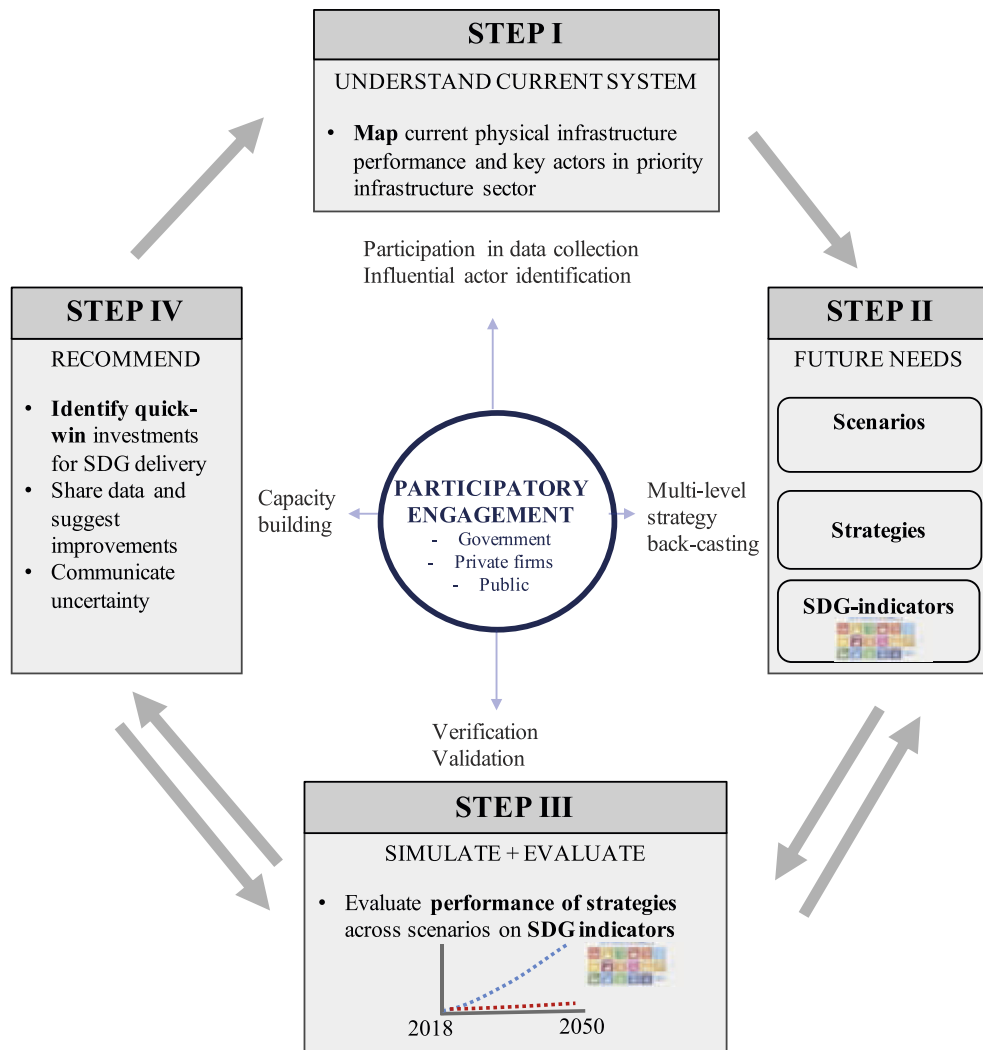 STEP I
UNDERSTAND CURRENT SYSTEM
• Map current physical infrastructure
performance and key actors in priority
infrastructure sector
Participation in data collection
Influential actor identification
STEP IV
RECOMMEND
• Identify quick-
win investments
for SDG delivery
• Share data and
suggest
improvements
• Communicate
uncertainty
Capacity
building
PARTICIPATORY
ENGAGEMENT
- Government
- Private firms
- Public
Multi-level
strategy
back-casting
STEP II
FUTURE NEEDS
Scenarios
Strategies
SDG-indicators
Verification
Validation
STEP III
SIMULATE + EVALUATE
• Evaluate performance of strategies
across scenarios on SDG indicators
2018
2050